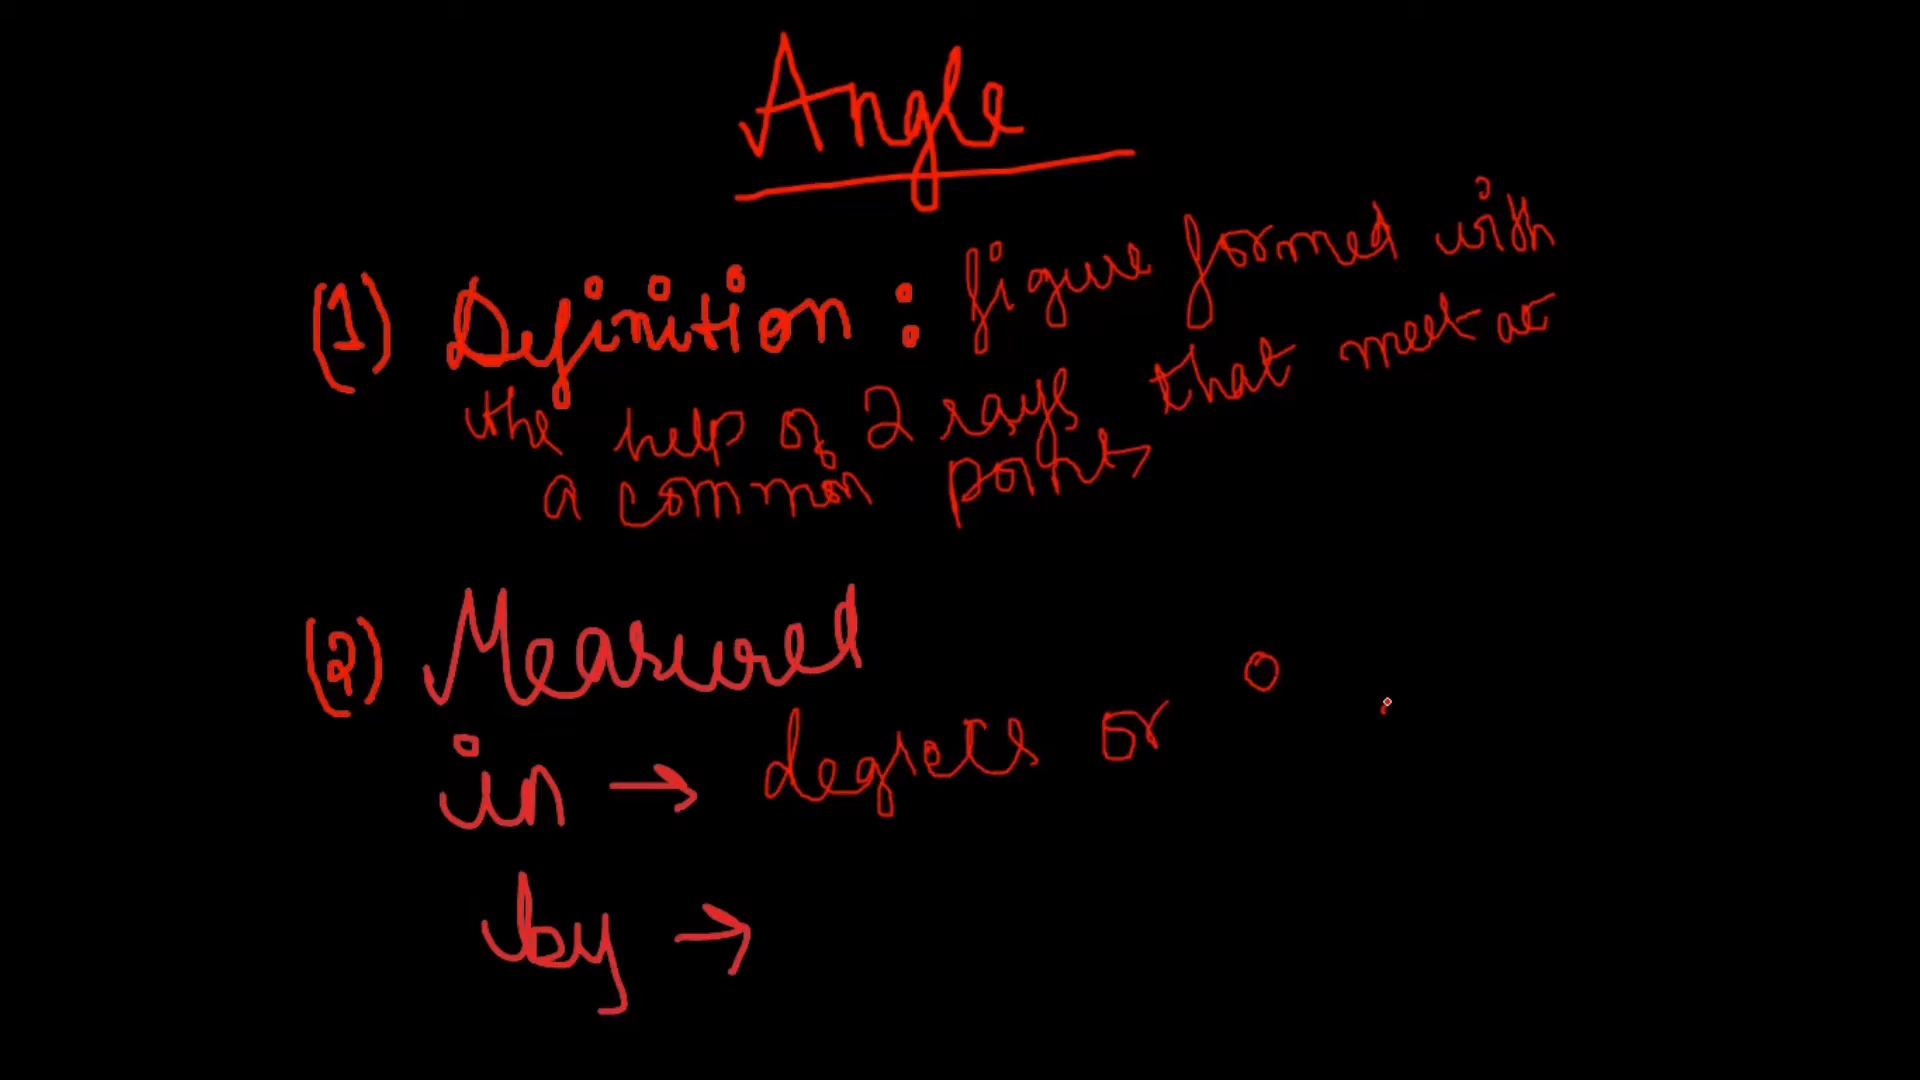 Angle
(1) Definition : figure formed with
the help of 2 rays that meet at
a common point,
(2) Measured
in → degrees or °
by →